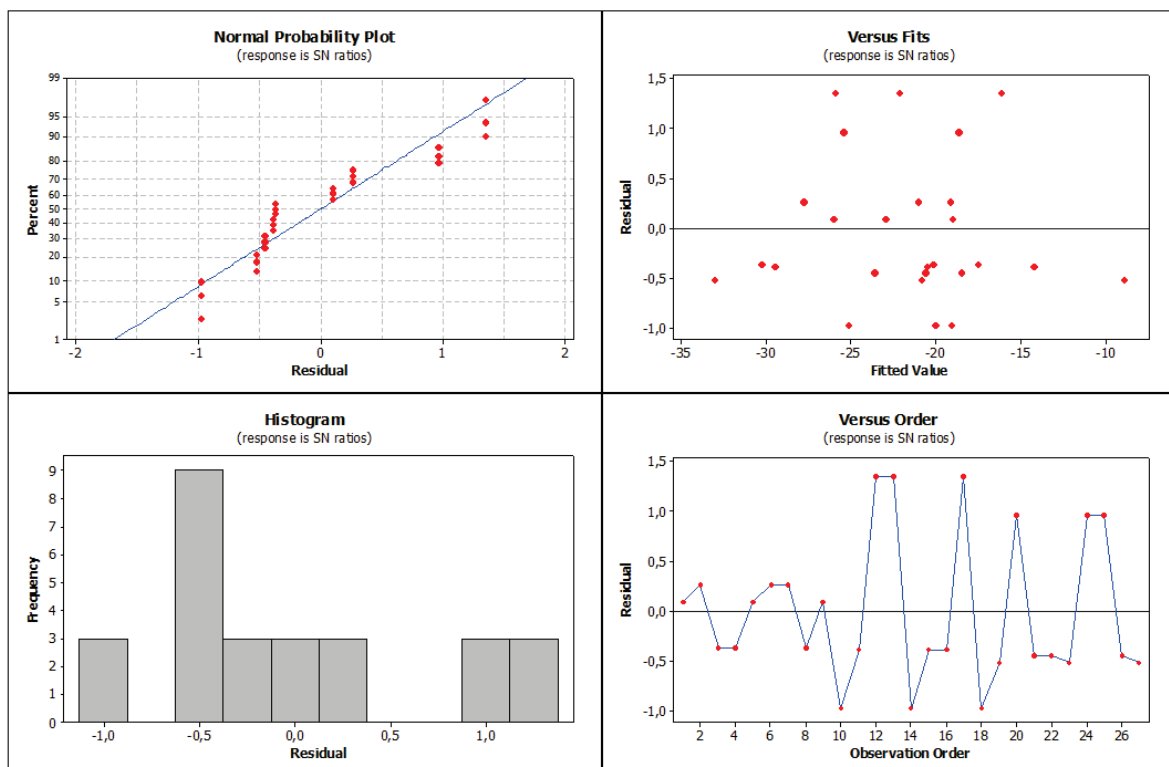 Normal Probability Plot
(response is SN ratios)
99
95
90
80
70
60
50
40
30
20
10
5
1
Percent
-2 -1 0 1 2
Residual
Versus Fits
(response is SN ratios)
1,5
1,0
0,5
0,0
-0,5
-1,0
Residual
-35 -30 -25 -20 -15 -10
Fitted Value
Histogram
(response is SN ratios)
9
8
7
6
5
4
3
2
1
0
Frequency
-1,0 -0,5 0,0 0,5 1,0
Residual
Versus Order
(response is SN ratios)
1,5
1,0
0,5
0,0
-0,5
-1,0
Residual
2 4 6 8 10 12 14 16 18 20 22 24 26
Observation Order